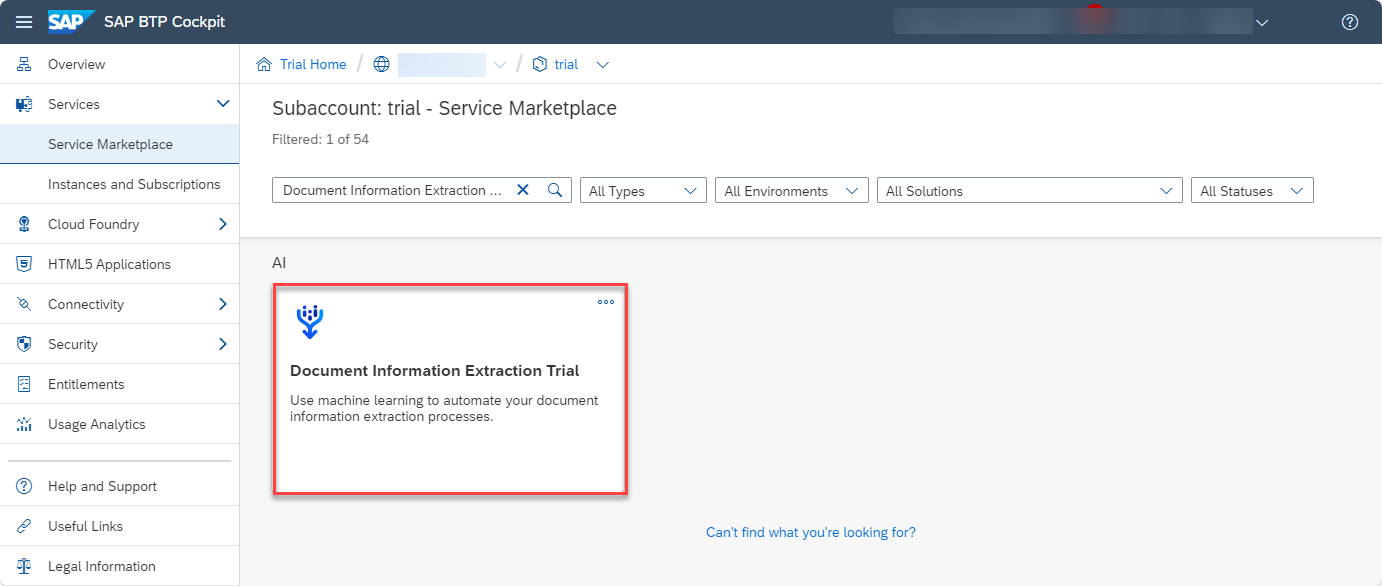 SAP SAP BTP Cockpit
Overview
Services
Service Marketplace
Instances and Subscriptions
Cloud Foundry
HTML5 Applications
Connectivity
Security
Entitlements
Usage Analytics
Help and Support
Useful Links
Legal Information
Trial Home / / trial
Subaccount: trial - Service Marketplace
Filtered: 1 of 54
Document Information Extraction ... All Types All Environments All Solutions All Statuses
AI
Document Information Extraction Trial
Use machine learning to automate your document
information extraction processes.
Can't find what you're looking for?